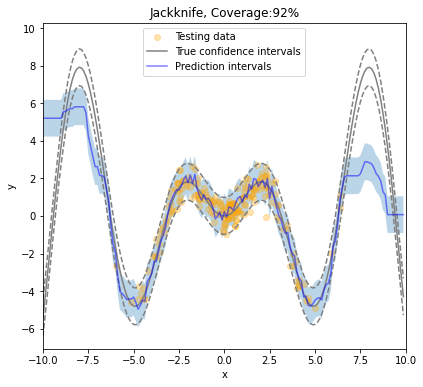 Jackknife, Coverage:92%
Testing data
True confidence intervals
Prediction intervals
10
8
6
4
2
0
−2
−4
−6
y
−10.0 −7.5 −5.0 −2.5 0.0 2.5 5.0 7.5 10.0
x